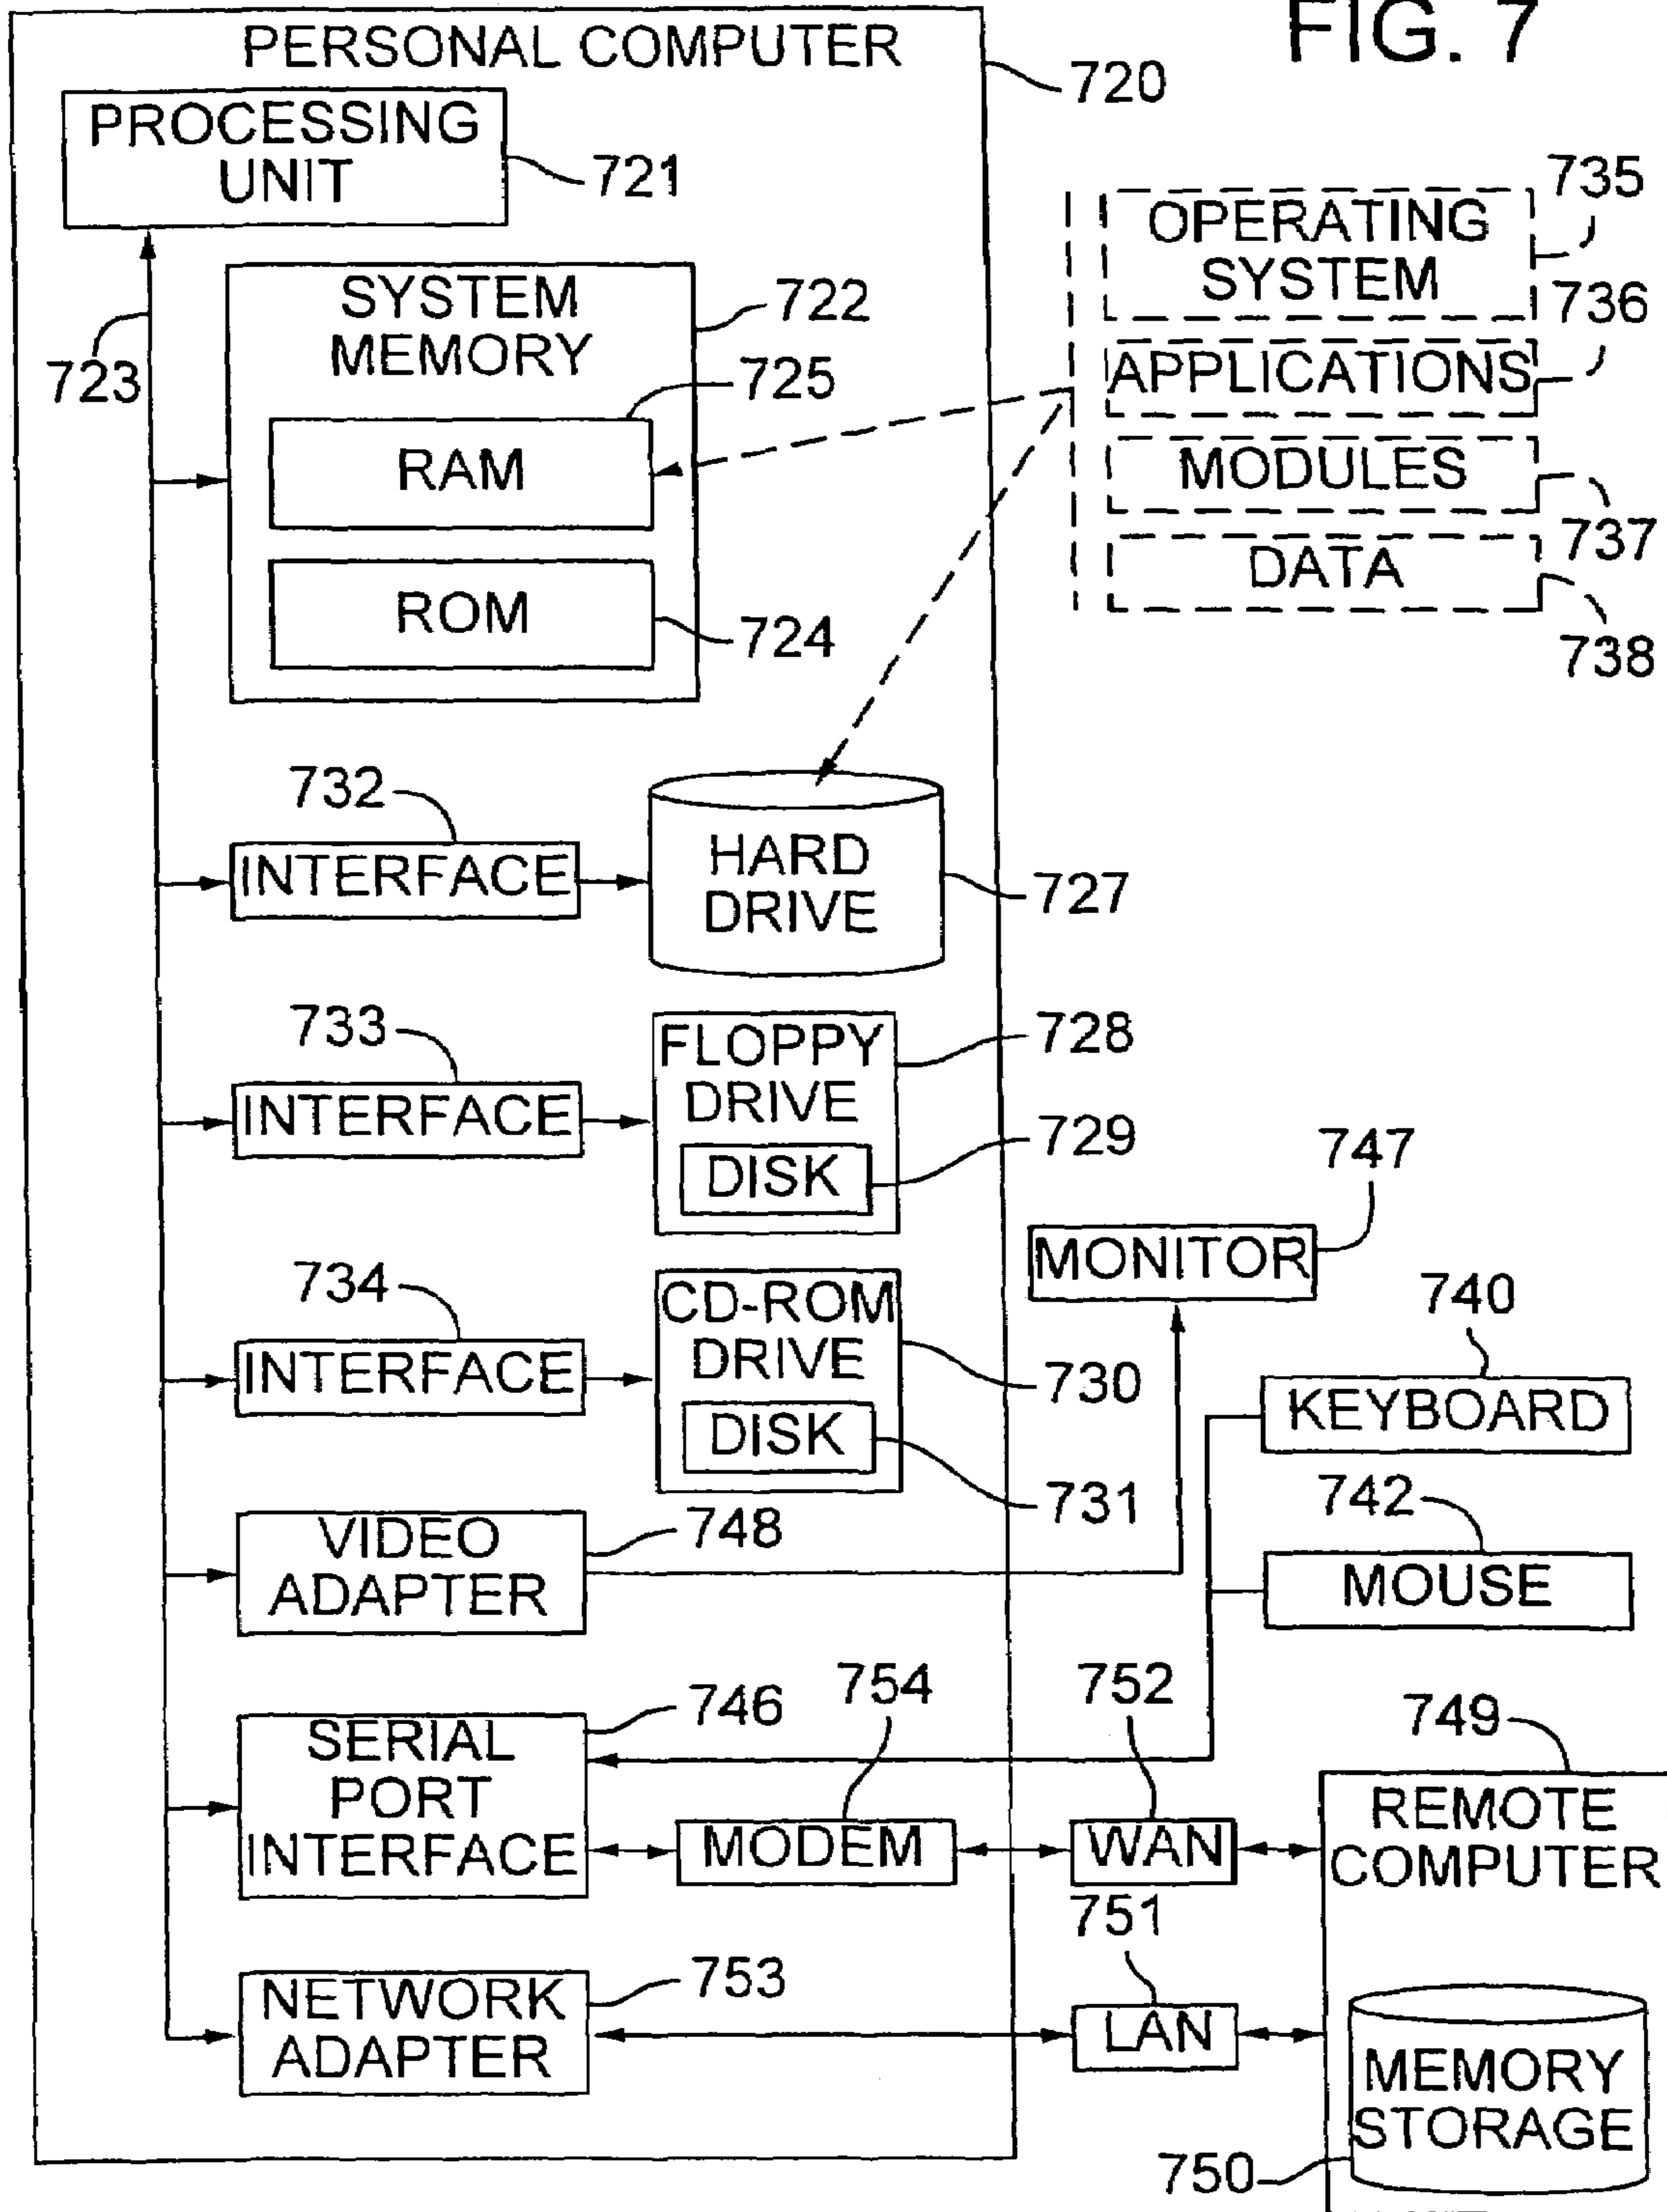 FIG. 7
PERSONAL COMPUTER
720
PROCESSING
UNIT
721
723
SYSTEM
MEMORY
722
725
RAM
ROM
724
OPERATING
SYSTEM
735
APPLICATIONS
736
MODULES
737
DATA
738
732
INTERFACE
HARD
DRIVE
727
733
INTERFACE
FLOPPY
DRIVE
728
DISK
729
734
INTERFACE
CD-ROM
DRIVE
730
DISK
731
MONITOR
747
740
KEYBOARD
742
MOUSE
VIDEO
ADAPTER
748
SERIAL
PORT
INTERFACE
746
754
MODEM
752
WAN
749
REMOTE
COMPUTER
NETWORK
ADAPTER
753
751
LAN
MEMORY
STORAGE
750